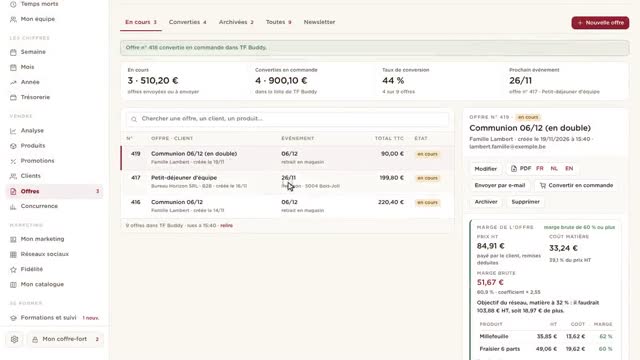 Temps morts
Mon équipe
LES CHIFFRES
Semaine
Mois
Année
Trésorerie
VENDRE
Analyse
Produits
Promotions
Clients
Offres 3
Concurrence
MARKETING
Mon marketing
Réseaux sociaux
Fidélité
Mon catalogue
SE FORMER
Formations et suivi 1 nouv.
Mon coffre-fort 2
En cours 3 Converties 4 Archivées 2 Toutes 9 Newsletter
+ Nouvelle offre
Offre n° 418 convertie en commande dans TF Buddy.
En cours
3 · 510,20 €
offres envoyées ou à envoyer
Converties en commande
4 · 900,10 €
dans la liste de TF Buddy
Taux de conversion
44 %
4 sur 9 offres
Prochain événement
26/11
offre n° 417 · Petit-déjeuner d'équipe
Chercher une offre, un client, un produit...
N° OFFRE · CLIENT ÉVÉNEMENT TOTAL TTC ÉTAT
419 Communion 06/12 (en double) 06/12 90,00 € en cours
Famille Lambert · créée le 19/11 retrait en magasin
417 Petit-déjeuner d'équipe 26/11 199,80 € en cours
Bureau Horizon SRL · B2B · créée le 16/11 · 5004 Bois-Joli
416 Communion 06/12 06/12 220,40 € en cours
Famille Lambert · créée le 14/11 retrait en magasin
9 offres dans TF Buddy · lues à 15:40 · relire
OFFRE N° 419 · en cours
Communion 06/12 (en double)
Famille Lambert · créée le 19/11/2026 à 15:40 ·
lambert.famille@exemple.be
Modifier PDF FR NL EN
Envoyer par e-mail Convertir en commande
Archiver Supprimer
MARGE DE L'OFFRE marge brute de 60 % ou plus
PRIX HT
84,91 €
payé par le client, remises
déduites
COÛT MATIÈRE
33,24 €
39,1 % du prix HT
MARGE BRUTE
51,67 €
60,9 % · coefficient × 2,55
Objectif du réseau, matière à 32 % : il faudrait
103,88 € HT, soit 18,97 € de plus.
PRODUIT HT COÛT MARGE
Millefeuille 35,85 € 13,62 € 62 %
Fraisier 6 parts 49,06 € 19,62 € 60 %